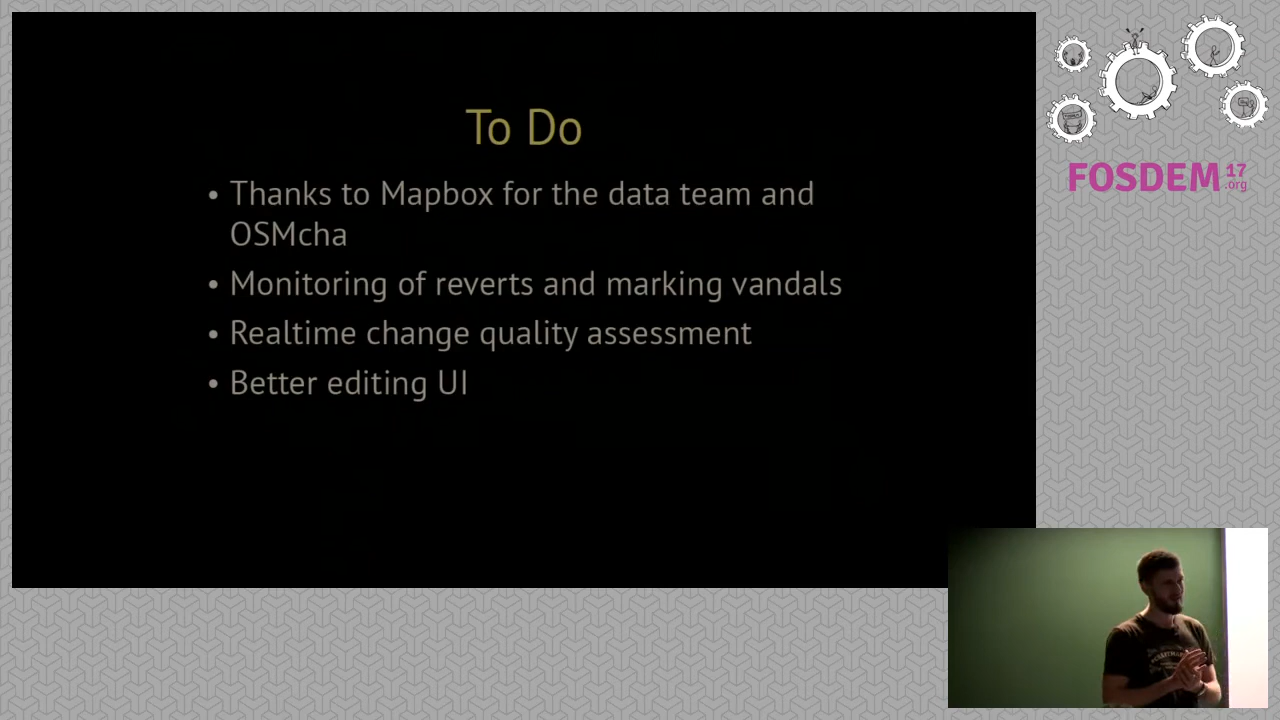 To Do
• Thanks to Mapbox for the data team and
OSMcha
• Monitoring of reverts and marking vandals
• Realtime change quality assessment
• Better editing UI
FOSDEM 17
.org